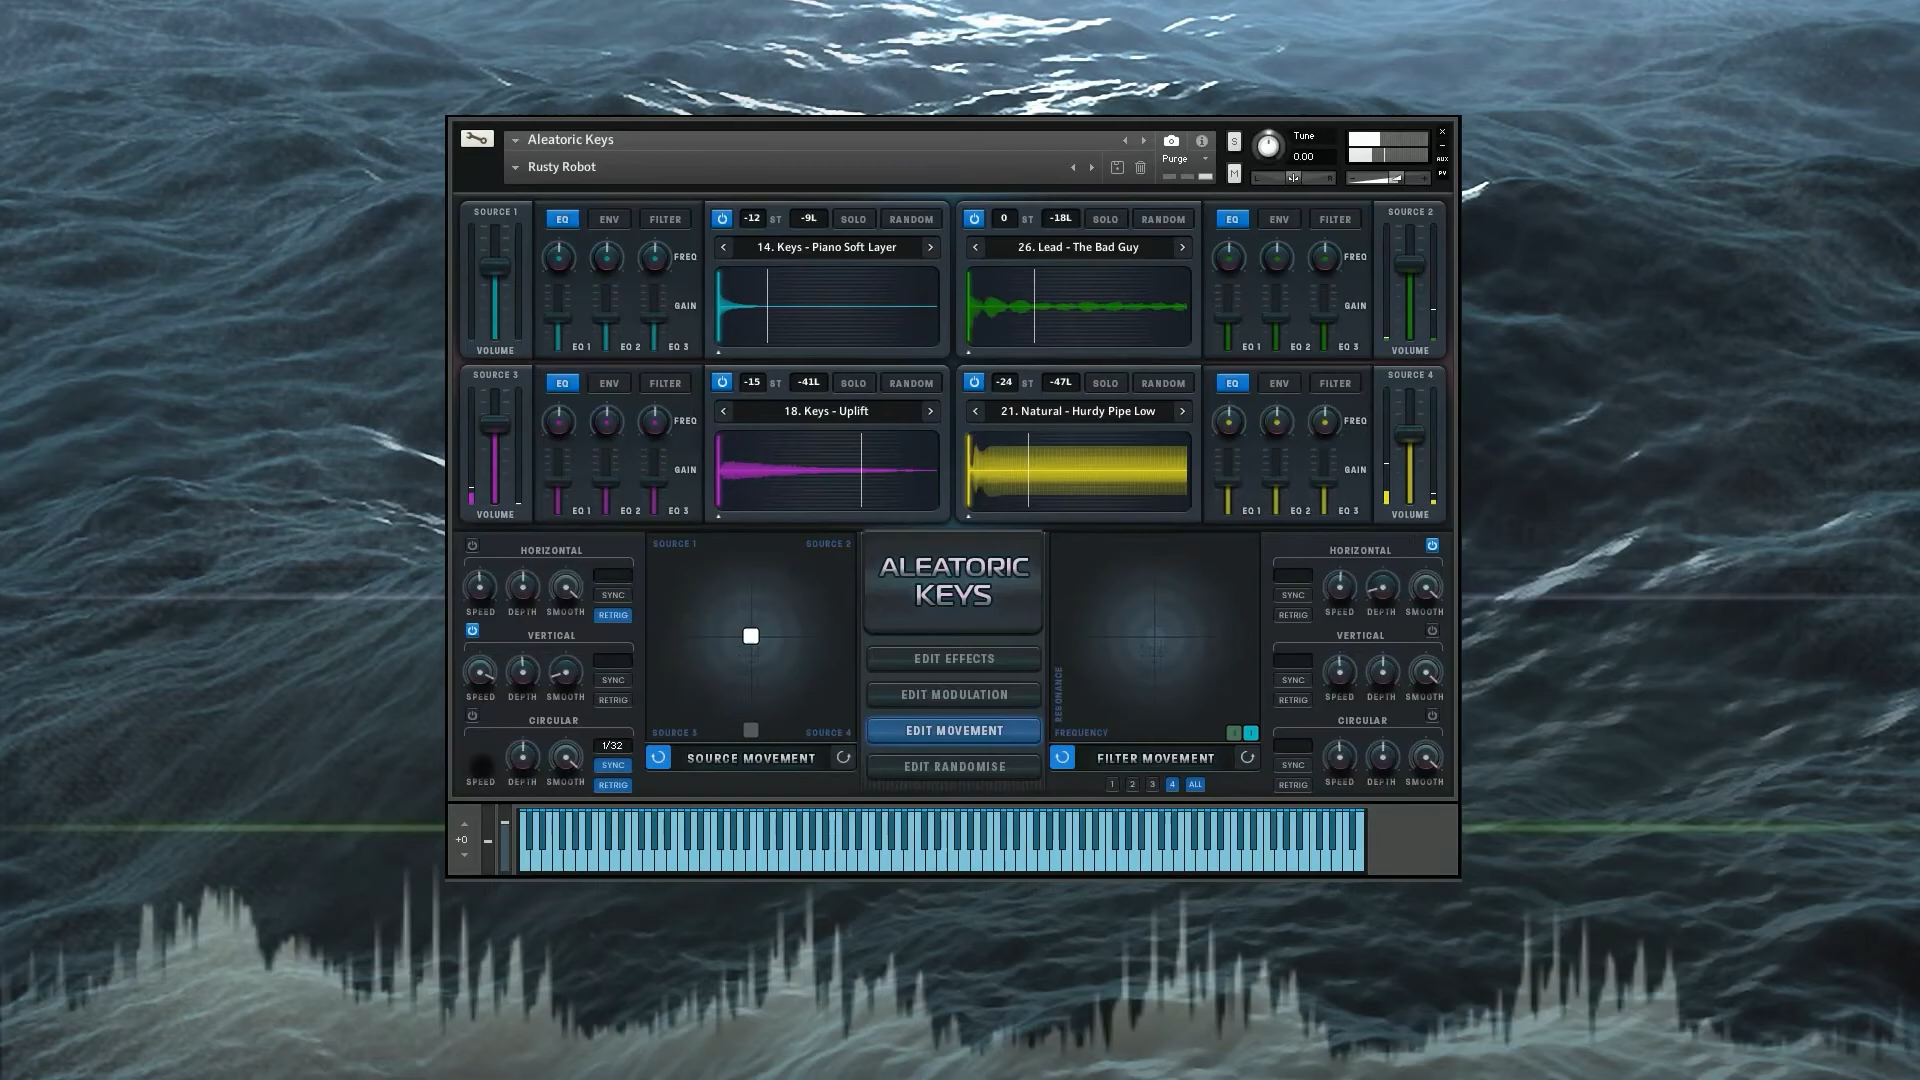 Aleatoric Keys
Rusty Robot
Purge
S
M
Tune
0.00
L
R
AUX
PV
SOURCE 1
EQ
ENV
FILTER
FREQ
GAIN
EQ 1
EQ 2
EQ 3
VOLUME
-12 ST
-9L
SOLO
RANDOM
14. Keys - Piano Soft Layer
0 ST
-18L
SOLO
RANDOM
26. Lead - The Bad Guy
EQ
ENV
FILTER
FREQ
GAIN
EQ 1
EQ 2
EQ 3
SOURCE 2
VOLUME
SOURCE 3
EQ
ENV
FILTER
FREQ
GAIN
EQ 1
EQ 2
EQ 3
VOLUME
-15 ST
-41L
SOLO
RANDOM
18. Keys - Uplift
-24 ST
-47L
SOLO
RANDOM
21. Natural - Hurdy Pipe Low
EQ
ENV
FILTER
FREQ
GAIN
EQ 1
EQ 2
EQ 3
SOURCE 4
VOLUME
HORIZONTAL
SPEED
DEPTH
SMOOTH
SYNC
RETRIG
VERTICAL
SPEED
DEPTH
SMOOTH
SYNC
RETRIG
CIRCULAR
SPEED
DEPTH
SMOOTH
1/32
SYNC
RETRIG
SOURCE 1
SOURCE 2
SOURCE 3
SOURCE 4
SOURCE MOVEMENT
ALEATORIC
KEYS
EDIT EFFECTS
EDIT MODULATION
EDIT MOVEMENT
EDIT RANDOMISE
RESONANCE
FREQUENCY
FILTER MOVEMENT
1 2 3 4 ALL
HORIZONTAL
SYNC
RETRIG
SPEED
DEPTH
SMOOTH
VERTICAL
SYNC
RETRIG
SPEED
DEPTH
SMOOTH
CIRCULAR
SYNC
RETRIG
SPEED
DEPTH
SMOOTH
+0